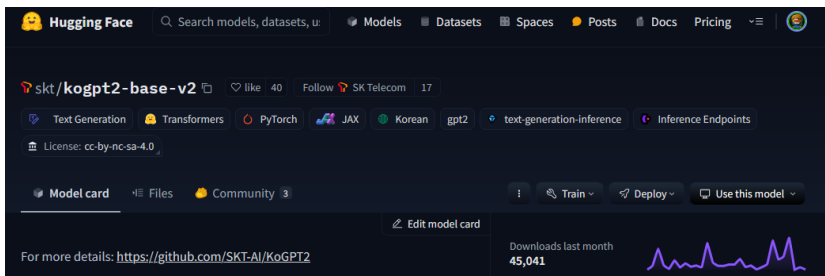 Hugging Face Search models, datasets, u: Models Datasets Spaces Posts Docs Pricing
skt/kogpt2-base-v2 like 40 Follow SK Telecom 17
Text Generation Transformers PyTorch JAX Korean gpt2 text-generation-inference Inference Endpoints
License: cc-by-nc-sa-4.0
Model card Files Community 3 Train Deploy Use this model
Edit model card
For more details: https://github.com/SKT-AI/KoGPT2
Downloads last month
45,041